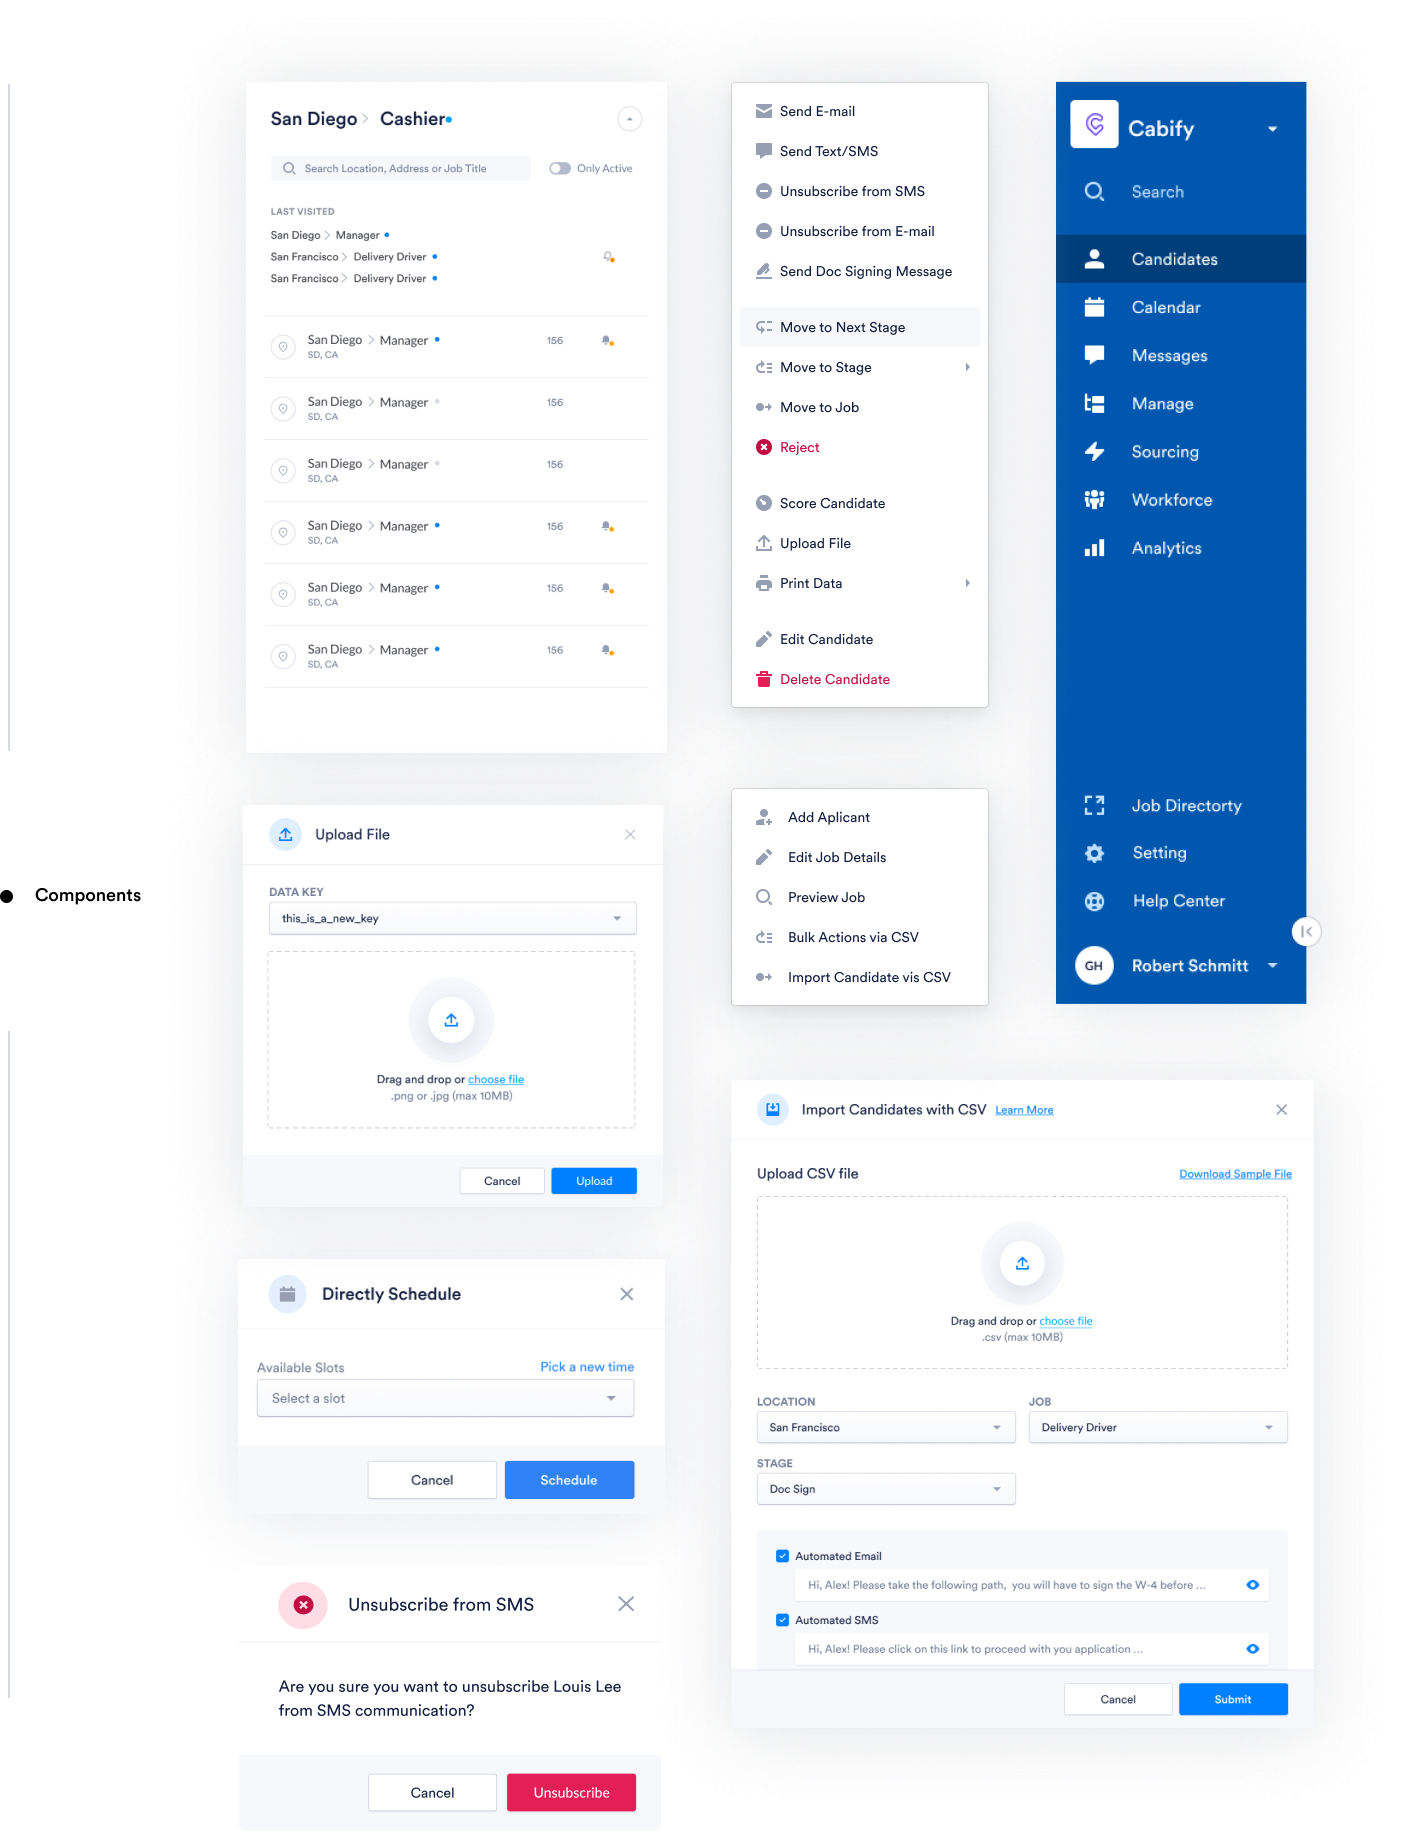 San Diego Cashier
Search Location, Address or Job Title
Only Active
LAST VISITED
San Diego Manager
San Francisco Delivery Driver
San Francisco Delivery Driver
San Diego Manager 156
SD, CA
San Diego Manager 156
SD, CA
San Diego Manager 156
SD, CA
San Diego Manager 156
SD, CA
San Diego Manager 156
SD, CA
San Diego Manager 156
SD, CA
Send E-mail
Send Text/SMS
Unsubscribe from SMS
Unsubscribe from E-mail
Send Doc Signing Message
Move to Next Stage
Move to Stage
Move to Job
Reject
Score Candidate
Upload File
Print Data
Edit Candidate
Delete Candidate
Cabify
Search
Candidates
Calendar
Messages
Manage
Sourcing
Workforce
Analytics
Job Directorty
Setting
Help Center
GH Robert Schmitt
Components
Upload File
DATA KEY
this_is_a_new_key
Drag and drop or choose file
.png or .jpg (max 10MB)
Cancel Upload
Add Aplicant
Edit Job Details
Preview Job
Bulk Actions via CSV
Import Candidate vis CSV
Directly Schedule
Available Slots Pick a new time
Select a slot
Cancel Schedule
Unsubscribe from SMS
Are you sure you want to unsubscribe Louis Lee
from SMS communication?
Cancel Unsubscribe
Import Candidates with CSV Learn More
Upload CSV file Download Sample File
Drag and drop or choose file
.csv (max 10MB)
LOCATION JOB
San Francisco Delivery Driver
STAGE
Doc Sign
Automated Email
Hi, Alex! Please take the following path, you will have to sign the W-4 before ...
Automated SMS
Hi, Alex! Please click on this link to proceed with you application ...
Cancel Submit